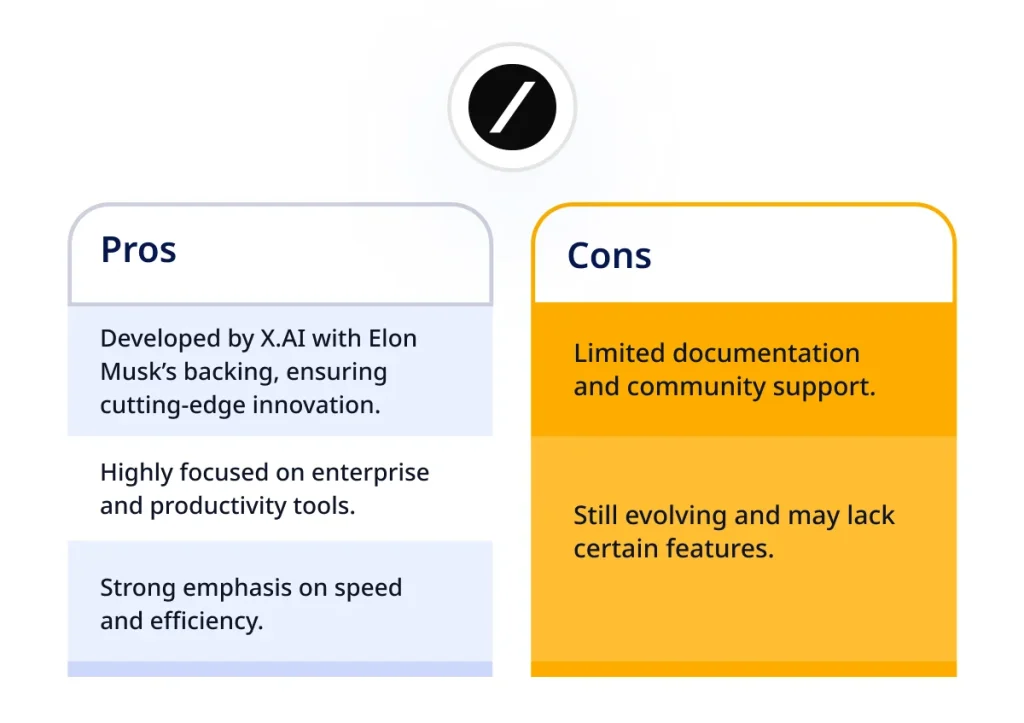 Pros
Developed by X.AI with Elon
Musk’s backing, ensuring
cutting-edge innovation.
Highly focused on enterprise
and productivity tools.
Strong emphasis on speed
and efficiency.
Cons
Limited documentation
and community support.
Still evolving and may lack
certain features.